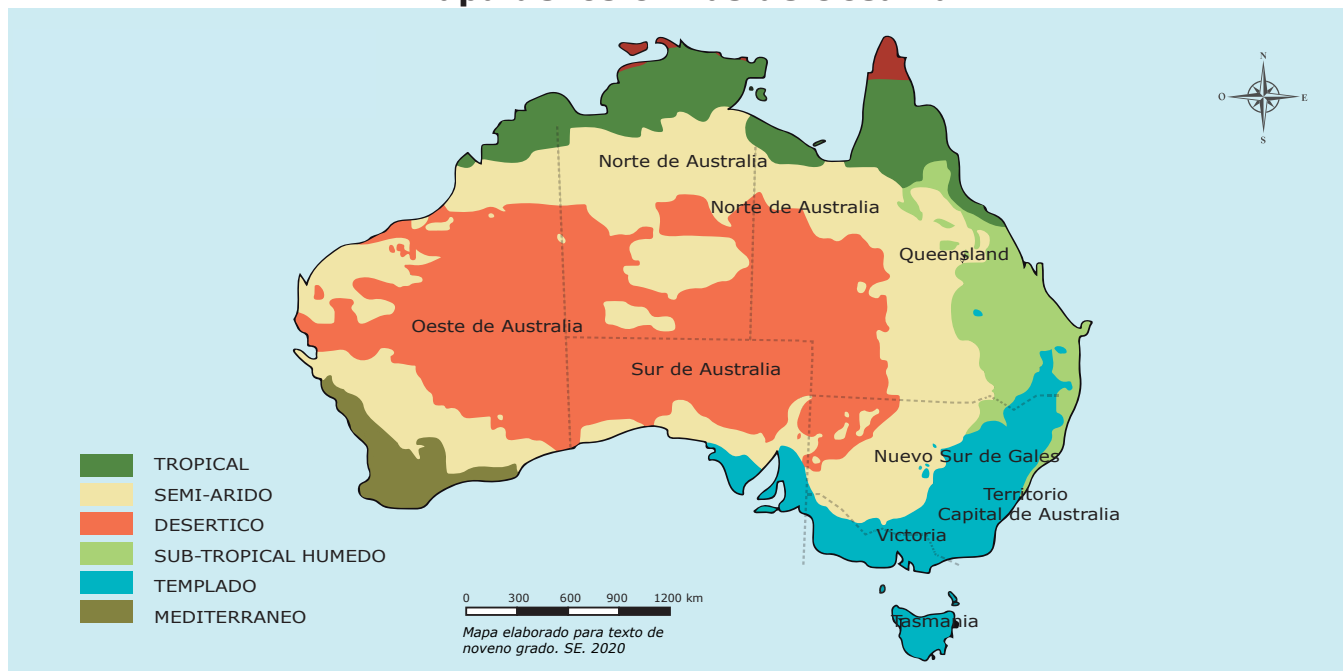 N
O
E
S
Norte de Australia
Norte de Australia
Queensland
Oeste de Australia
Sur de Australia
Nuevo Sur de Gales
Territorio
Capital de Australia
Victoria
Tasmania
TROPICAL
SEMI-ARIDO
DESERTICO
SUB-TROPICAL HUMEDO
TEMPLADO
MEDITERRANEO
0 300 600 900 1200 km
Mapa elaborado para texto de
noveno grado. SE. 2020